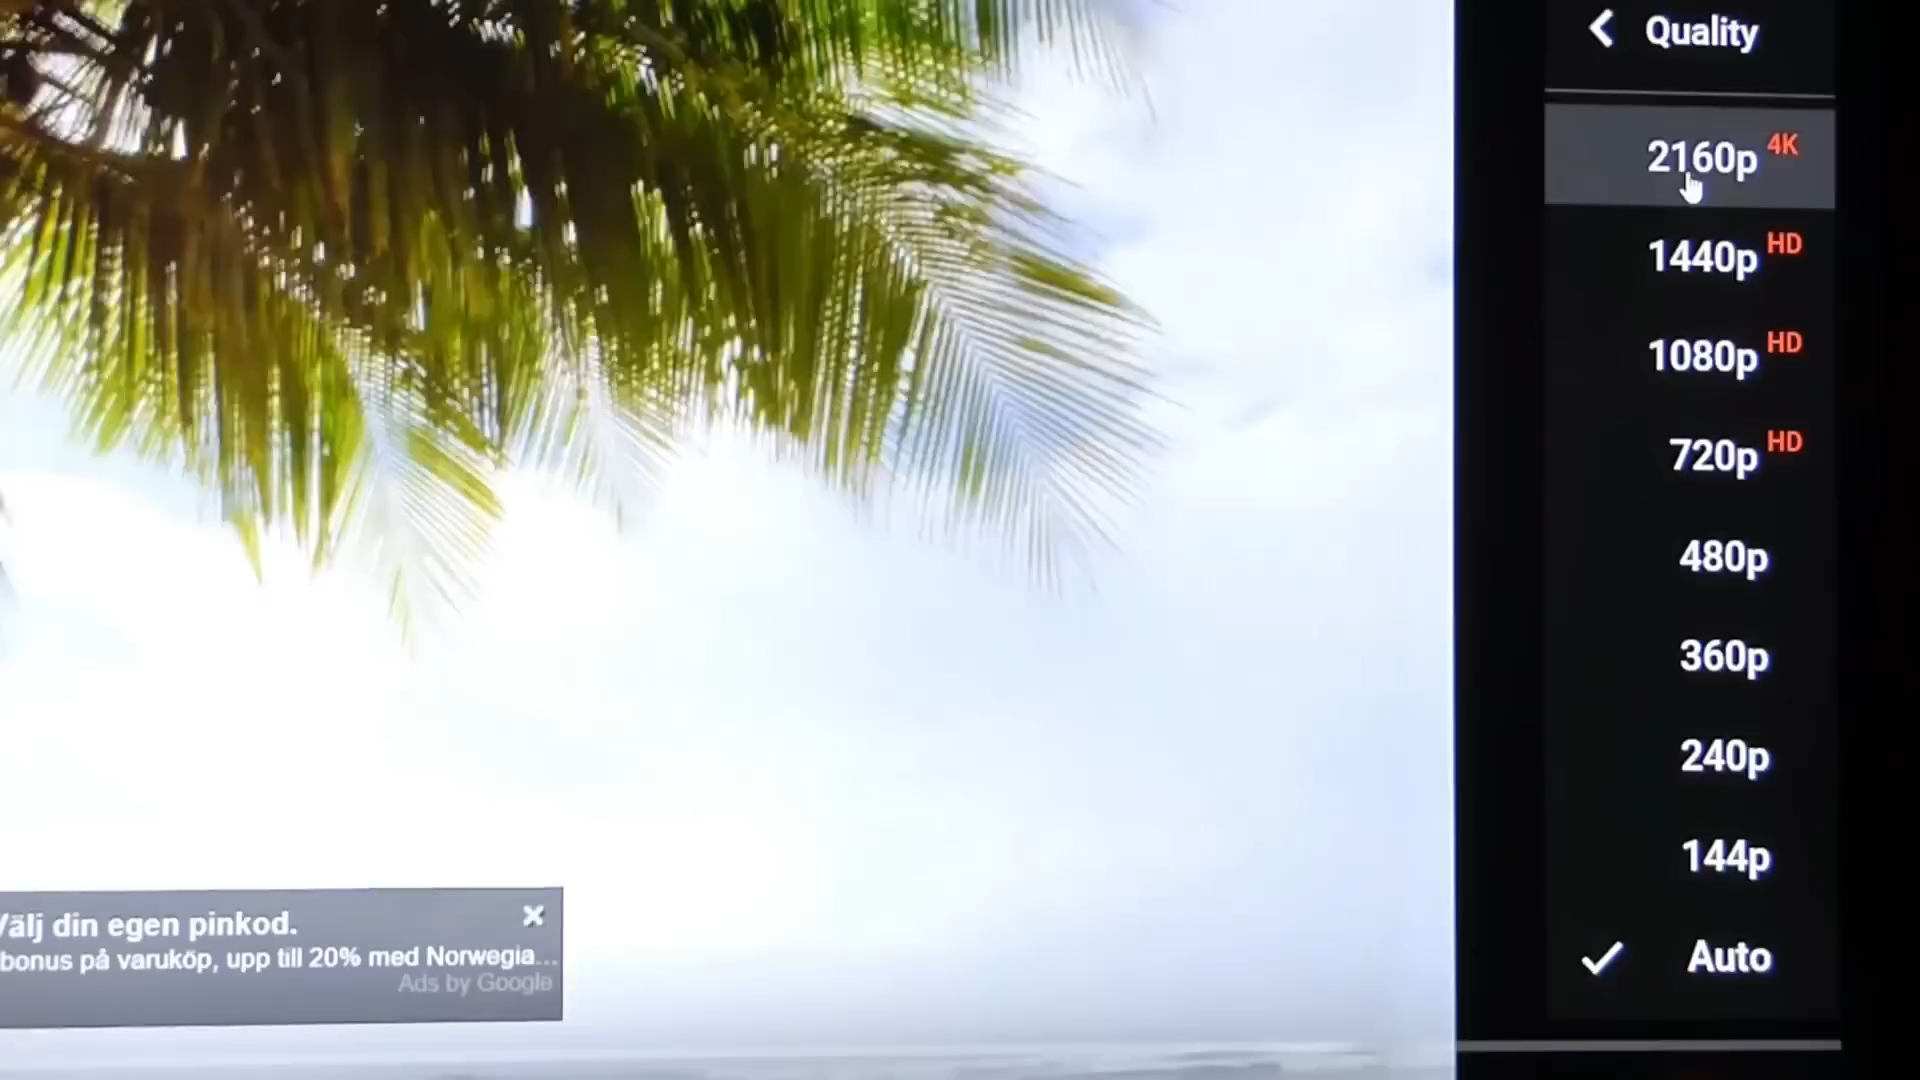 Quality
2160p 4K
1440p HD
1080p HD
720p HD
480p
360p
240p
144p
Auto
Välj din egen pinkod.
bonus på varuköp, upp till 20% med Norwegia...
Ads by Google